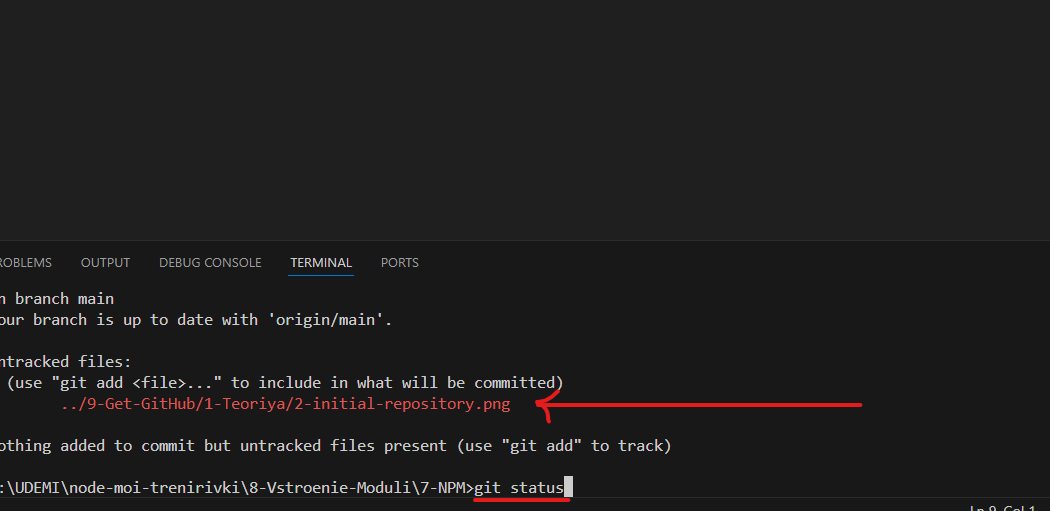 ROBLEMS OUTPUT DEBUG CONSOLE TERMINAL PORTS
n branch main
our branch is up to date with 'origin/main'.
ntracked files:
(use "git add <file>..." to include in what will be committed)
../9-Get-GitHub/1-Teoriya/2-initial-repository.png
othing added to commit but untracked files present (use "git add" to track)
:\UDEMI\node-moi-trenirivki\8-Vstroenie-Moduli\7-NPM>git status
Ln 9, Col 1